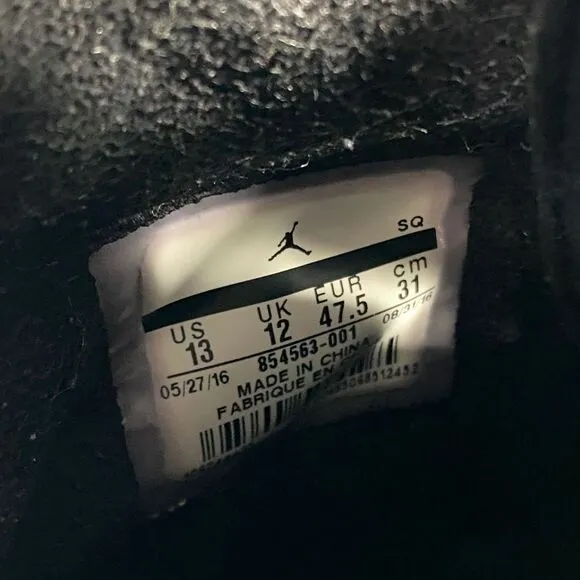 SQ
US UK EUR cm
13 12 47.5 31
05/27/16 854563-001 08/31/16
MADE IN CHINA
FABRIQUE EN